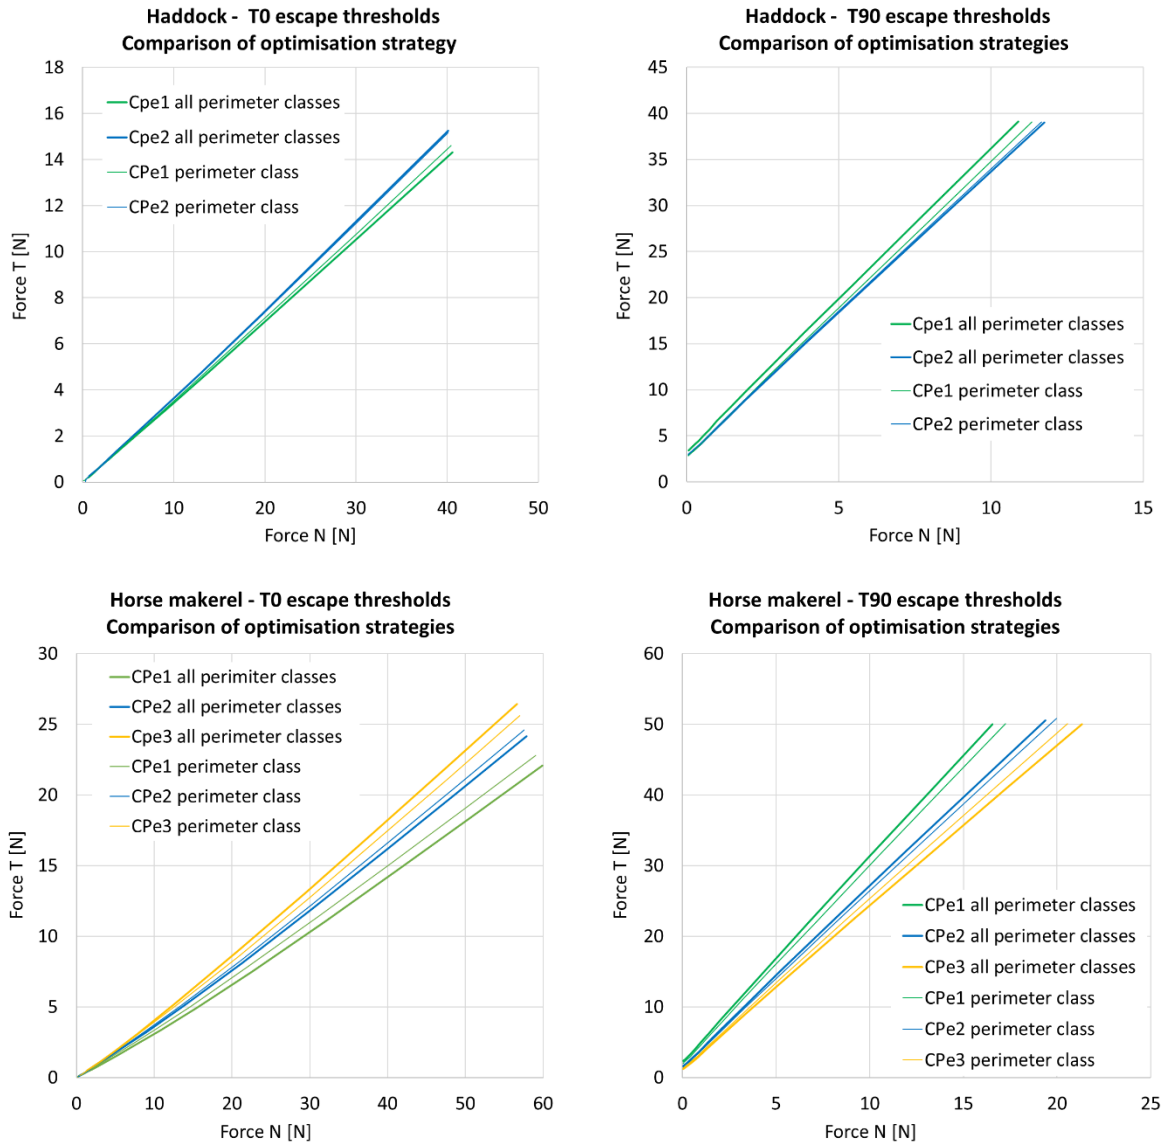 Haddock - T0 escape thresholds
Comparison of optimisation strategy
18
16
14
12
10
8
6
4
2
0
Force T [N]
Cpe1 all perimeter classes
Cpe2 all perimeter classes
CPe1 perimeter class
CPe2 perimeter class
0 10 20 30 40 50
Force N [N]
Haddock - T90 escape thresholds
Comparison of optimisation strategies
45
40
35
30
25
20
15
10
5
0
Force T [N]
Cpe1 all perimeter classes
Cpe2 all perimeter classes
CPe1 perimeter class
CPe2 perimeter class
0 5 10 15
Force N [N]
Horse makerel - T0 escape thresholds
Comparison of optimisation strategies
30
25
20
15
10
5
0
Force T [N]
CPe1 all perimiter classes
CPe2 all perimeter classes
Cpe3 all perimeter classes
CPe1 perimeter class
CPe2 perimeter class
CPe3 perimeter class
0 10 20 30 40 50 60
Force N [N]
Horse makerel - T90 escape thresholds
Comparison of optimisation strategies
60
50
40
30
20
10
0
Force T [N]
CPe1 all perimeter classes
CPe2 all perimeter classes
CPe3 all perimeter classes
CPe1 perimeter class
CPe2 perimeter class
CPe3 perimeter class
0 5 10 15 20 25
Force N [N]